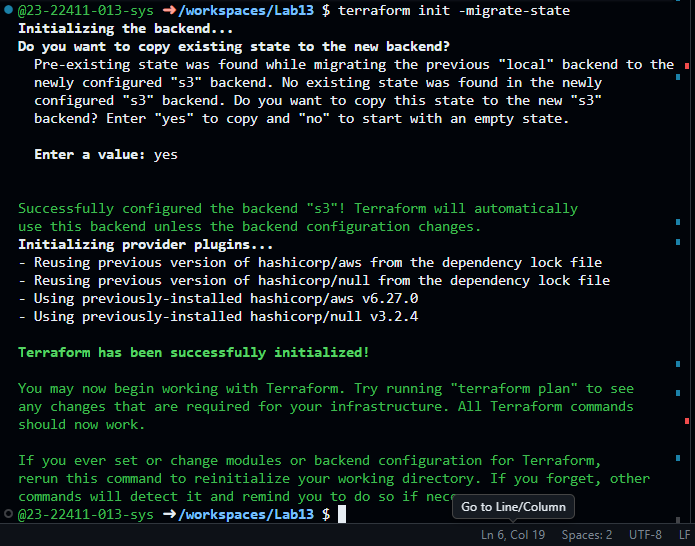 @23-22411-013-sys ➜ /workspaces/Lab13 $ terraform init -migrate-state
Initializing the backend...
Do you want to copy existing state to the new backend?
Pre-existing state was found while migrating the previous "local" backend to the
newly configured "s3" backend. No existing state was found in the newly
configured "s3" backend. Do you want to copy this state to the new "s3"
backend? Enter "yes" to copy and "no" to start with an empty state.
Enter a value: yes
Successfully configured the backend "s3"! Terraform will automatically
use this backend unless the backend configuration changes.
Initializing provider plugins...
- Reusing previous version of hashicorp/aws from the dependency lock file
- Reusing previous version of hashicorp/null from the dependency lock file
- Using previously-installed hashicorp/aws v6.27.0
- Using previously-installed hashicorp/null v3.2.4
Terraform has been successfully initialized!
You may now begin working with Terraform. Try running "terraform plan" to see
any changes that are required for your infrastructure. All Terraform commands
should now work.
If you ever set or change modules or backend configuration for Terraform,
rerun this command to reinitialize your working directory. If you forget, other
commands will detect it and remind you to do so if
@23-22411-013-sys ➜ /workspaces/Lab13 $
Go to Line/Column
Ln 6, Col 19 Spaces: 2 UTF-8 LF